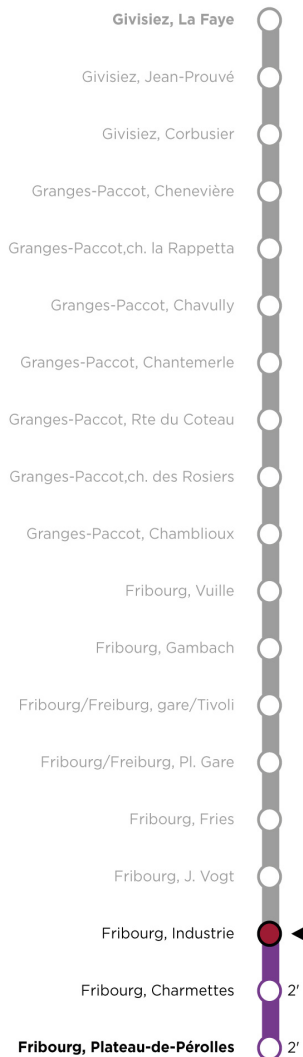 Givisiez, La Faye
Givisiez, Jean-Prouvé
Givisiez, Corbusier
Granges-Paccot, Chenevière
Granges-Paccot,ch. la Rappetta
Granges-Paccot, Chavully
Granges-Paccot, Chantemerle
Granges-Paccot, Rte du Coteau
Granges-Paccot,ch. des Rosiers
Granges-Paccot, Chamblioux
Fribourg, Vuille
Fribourg, Gambach
Fribourg/Freiburg, gare/Tivoli
Fribourg/Freiburg, Pl. Gare
Fribourg, Fries
Fribourg, J. Vogt
Fribourg, Industrie
Fribourg, Charmettes 2'
Fribourg, Plateau-de-Pérolles 2'